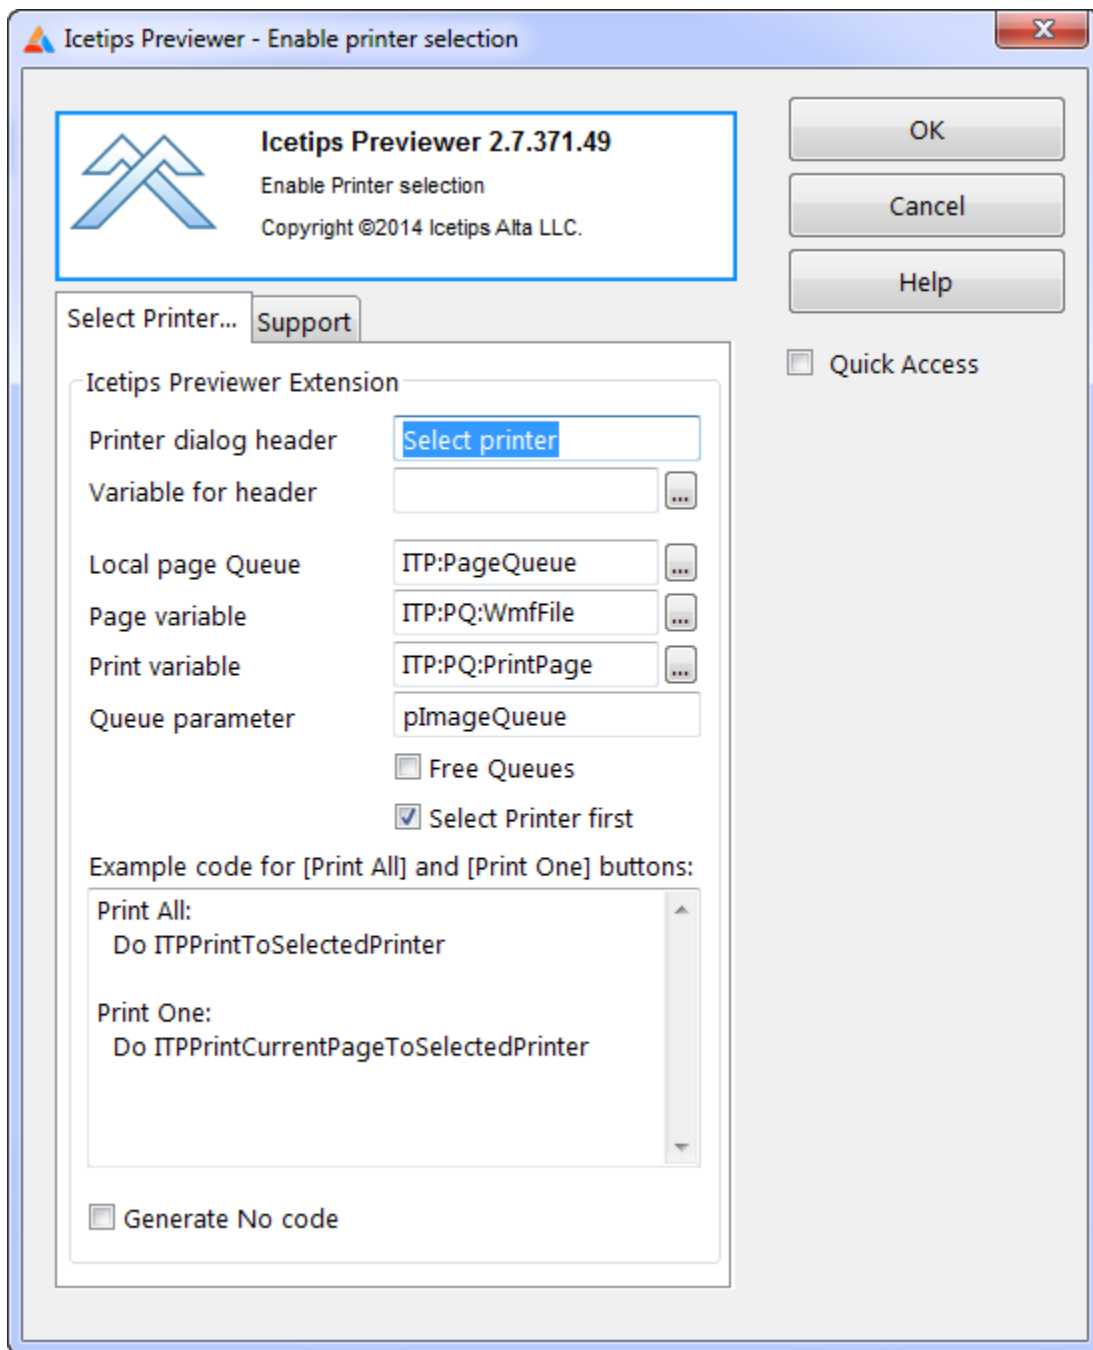 Icetips Previewer - Enable printer selection
x
Icetips Previewer 2.7.371.49
Enable Printer selection
Copyright ©2014 Icetips Alta LLC.
OK
Cancel
Help
Quick Access
Select Printer...
Support
Icetips Previewer Extension
Printer dialog header
Select printer
Variable for header
...
Local page Queue
ITP:PageQueue
...
Page variable
ITP:PQ:WmfFile
...
Print variable
ITP:PQ:PrintPage
...
Queue parameter
pImageQueue
Free Queues
Select Printer first
Example code for [Print All] and [Print One] buttons:
Print All:
Do ITPPrintToSelectedPrinter
Print One:
Do ITPPrintCurrentPageToSelectedPrinter
Generate No code